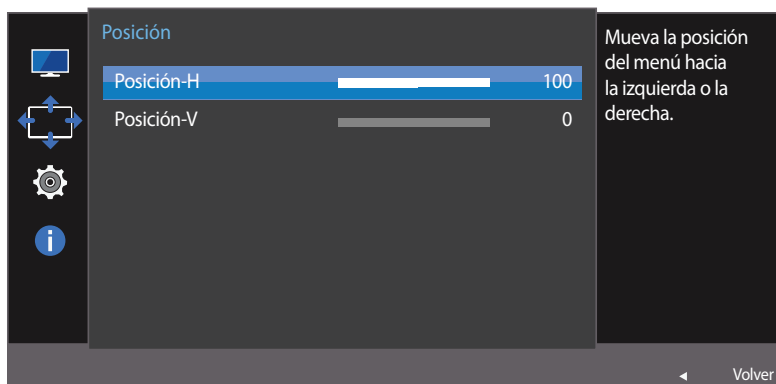 Posición
Posición-H 100
Posición-V 0
Mueva la posición
del menú hacia
la izquierda o la
derecha.
Volver